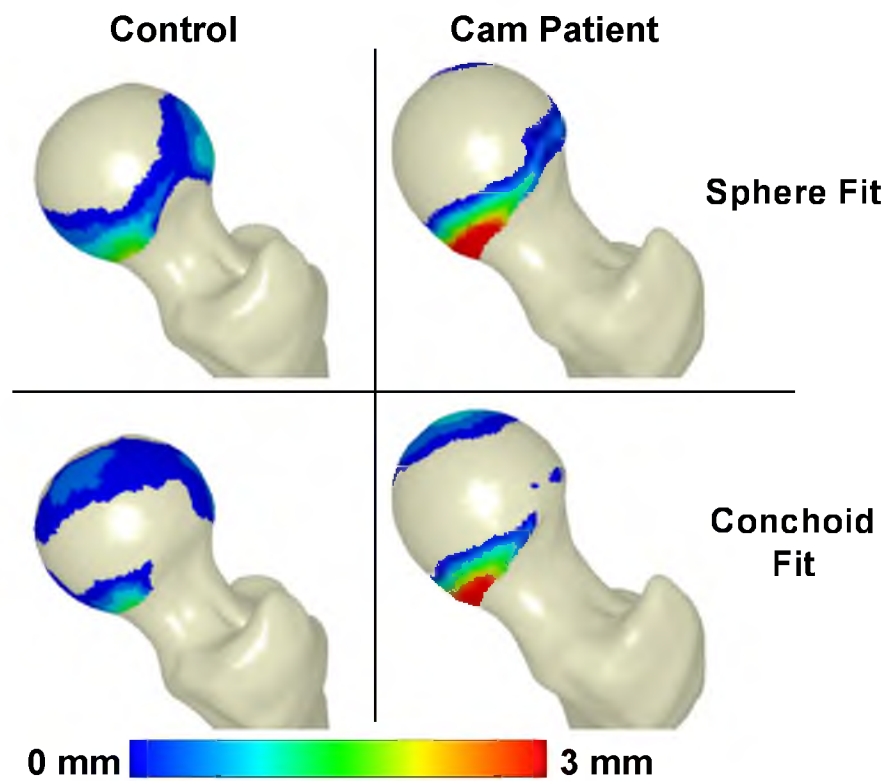 Control
Cam Patient
Sphere Fit
Conchoid
Fit
0 mm
3 mm